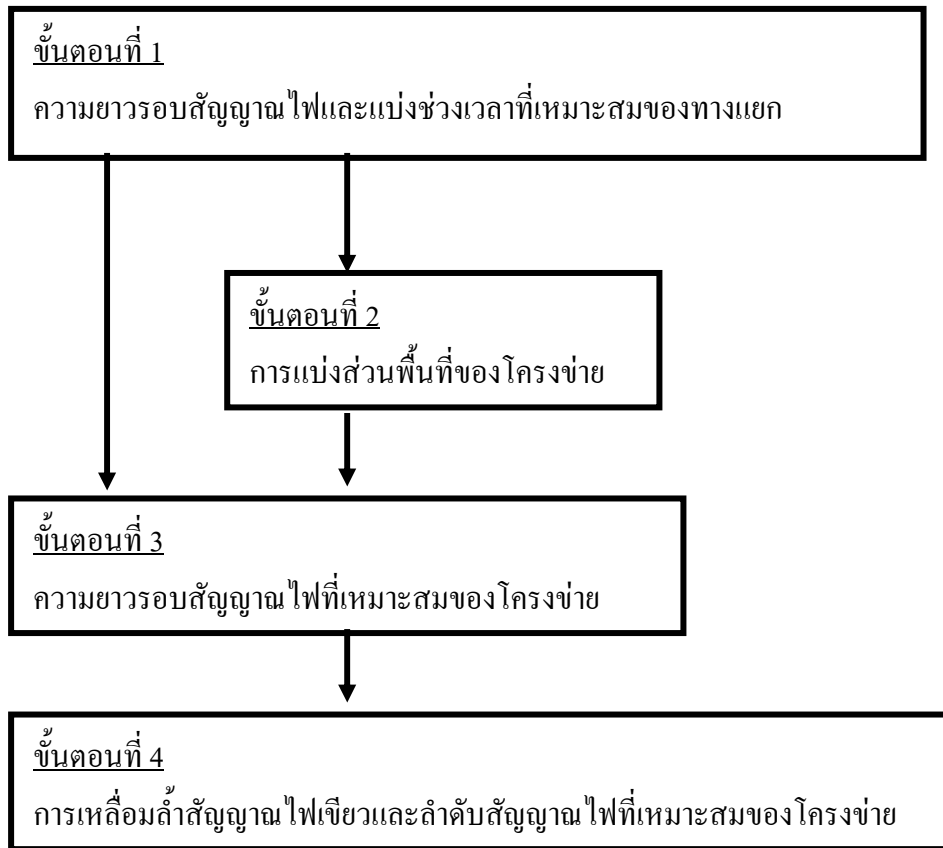 ขั้นตอนที่ 1
ความยาวรอบสัญญาณไฟและแบ่งช่วงเวลาที่เหมาะสมของทางแยก
ขั้นตอนที่ 2
การแบ่งส่วนพื้นที่ของโครงข่าย
ขั้นตอนที่ 3
ความยาวรอบสัญญาณไฟที่เหมาะสมของโครงข่าย
ขั้นตอนที่ 4
การเหลื่อมล้ำสัญญาณไฟเขียวและลำดับสัญญาณไฟที่เหมาะสมของโครงข่าย